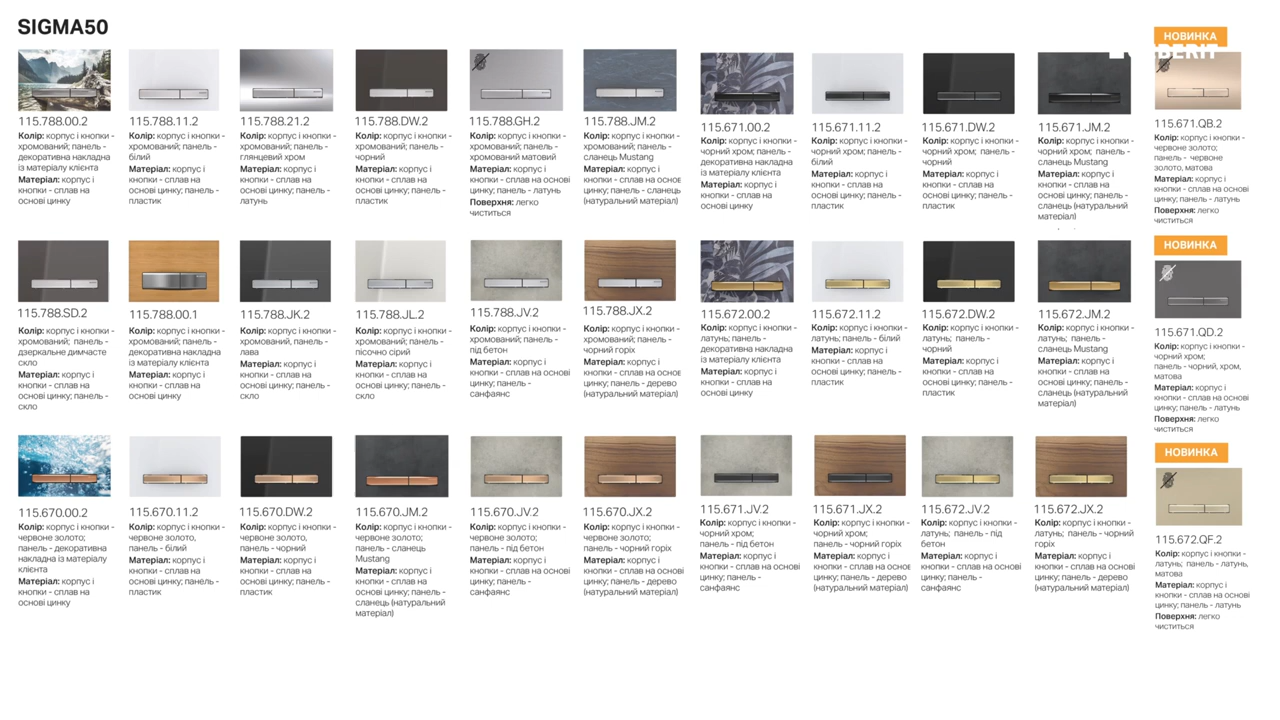 SIGMA50
115.788.00.2
Колір: корпус і кнопки -
хромований; панель -
декоративна накладна
із матеріалу клієнта
Матеріал: корпус і
кнопки - сплав на
основі цинку
115.788.11.2
Колір: корпус і кнопки -
хромований; панель -
білий
Матеріал: корпус і
кнопки - сплав на
основі цинку; панель -
пластик
115.788.21.2
Колір: корпус і кнопки -
хромований; панель -
глянцевий хром
Матеріал: корпус і
кнопки - сплав на
основі цинку; панель -
латунь
115.788.DW.2
Колір: корпус і кнопки -
хромований; панель -
чорний
Матеріал: корпус і
кнопки - сплав на
основі цинку; панель -
пластик
115.788.GH.2
Колір: корпус і кнопки -
хромований; панель -
хромований матовий
Матеріал: корпус і
кнопки - сплав на основі
цинку; панель - латунь
Поверхня: легко
чиститься
115.788.JM.2
Колір: корпус і кнопки -
хромований; панель -
сланець Mustang
Матеріал: корпус і
кнопки - сплав на основі
цинку; панель - сланець
(натуральний матеріал)
115.671.00.2
Колір: корпус і кнопки -
чорний хром; панель -
декоративна накладна
із матеріалу клієнта
Матеріал: корпус і
кнопки - сплав на
основі цинку
115.671.11.2
Колір: корпус і кнопки -
чорний хром; панель -
білий
Матеріал: корпус і
кнопки - сплав на
основі цинку; панель -
пластик
115.671.DW.2
Колір: корпус і кнопки -
чорний хром; панель -
чорний
Матеріал: корпус і
кнопки - сплав на
основі цинку; панель -
пластик
115.671.JM.2
Колір: корпус і кнопки -
чорний хром; панель -
сланець Mustang
Матеріал: корпус і
кнопки - сплав на
основі цинку; панель -
сланець (натуральний
матеріал)
НОВИНКА
115.671.QB.2
Колір: корпус і кнопки -
червоне золото;
панель - червоне
золото, матова
Матеріал: корпус і
кнопки - сплав на основі
цинку; панель - латунь
Поверхня: легко
чиститься
115.788.SD.2
Колір: корпус і кнопки -
хромований; панель -
дзеркальне димчасте
скло
Матеріал: корпус і
кнопки - сплав на
основі цинку; панель -
скло
115.788.00.1
Колір: корпус і кнопки -
хромований; панель -
декоративна накладна
із матеріалу клієнта
Матеріал: корпус і
кнопки - сплав на
основі цинку
115.788.JK.2
Колір: корпус і кнопки -
хромований, панель -
лава
Матеріал: корпус і
кнопки - сплав на
основі цинку; панель -
скло
115.788.JL.2
Колір: корпус і кнопки -
хромований; панель -
пісочно сірий
Матеріал: корпус і
кнопки - сплав на
основі цинку; панель -
скло
115.788.JV.2
Колір: корпус і кнопки -
хромований; панель -
під бетон
Матеріал: корпус і
кнопки - сплав на основі
цинку; панель -
санфаянс
115.788.JX.2
Колір: корпус і кнопки -
хромований; панель -
чорний горіх
Матеріал: корпус і
кнопки - сплав на основі
цинку; панель - дерево
(натуральний матеріал)
115.672.00.2
Колір: корпус і кнопки -
латунь; панель -
декоративна накладна
із матеріалу клієнта
Матеріал: корпус і
кнопки - сплав на
основі цинку
115.672.11.2
Колір: корпус і кнопки -
латунь; панель - білий
Матеріал: корпус і
кнопки - сплав на
основі цинку; панель -
пластик
115.672.DW.2
Колір: корпус і кнопки -
латунь; панель -
чорний
Матеріал: корпус і
кнопки - сплав на
основі цинку; панель -
пластик
115.672.JM.2
Колір: корпус і кнопки -
латунь; панель -
сланець Mustang
Матеріал: корпус і
кнопки - сплав на
основі цинку; панель -
сланець (натуральний
матеріал)
НОВИНКА
115.671.QD.2
Колір: корпус і кнопки -
чорний хром;
панель - чорний, хром,
матова
Матеріал: корпус і
кнопки - сплав на основі
цинку; панель - латунь
Поверхня: легко
чиститься
115.670.00.2
Колір: корпус і кнопки -
червоне золото;
панель - декоративна
накладна із матеріалу
клієнта
Матеріал: корпус і
кнопки - сплав на
основі цинку
115.670.11.2
Колір: корпус і кнопки -
червоне золото,
панель - білий
Матеріал: корпус і
кнопки - сплав на
основі цинку; панель -
пластик
115.670.DW.2
Колір: корпус і кнопки -
червоне золото,
панель - чорний
Матеріал: корпус і
кнопки - сплав на
основі цинку; панель -
пластик
115.670.JM.2
Колір: корпус і кнопки -
червоне золото;
панель - сланець
Mustang
Матеріал: корпус і
кнопки - сплав на
основі цинку; панель -
сланець (натуральний
матеріал)
115.670.JV.2
Колір: корпус і кнопки -
червоне золото;
панель - під бетон
Матеріал: корпус і
кнопки - сплав на основі
цинку; панель -
санфаянс
115.670.JX.2
Колір: корпус і кнопки -
червоне золото;
панель - чорний горіх
Матеріал: корпус і
кнопки - сплав на основі
цинку; панель - дерево
(натуральний матеріал)
115.671.JV.2
Колір: корпус і кнопки -
чорний хром;
панель - під бетон
Матеріал: корпус і
кнопки - сплав на основі
цинку; панель -
санфаянс
115.671.JX.2
Колір: корпус і кнопки -
чорний хром;
панель - чорний горіх
Матеріал: корпус і
кнопки - сплав на основі
цинку; панель - дерево
(натуральний матеріал)
115.672.JV.2
Колір: корпус і кнопки -
латунь; панель - під
бетон
Матеріал: корпус і
кнопки - сплав на основі
цинку; панель -
санфаянс
115.672.JX.2
Колір: корпус і кнопки -
латунь; панель - чорний
горіх
Матеріал: корпус і
кнопки - сплав на основі
цинку; панель - дерево
(натуральний матеріал)
НОВИНКА
115.672.QF.2
Колір: корпус і кнопки -
латунь; панель - латунь,
матова
Матеріал: корпус і
кнопки - сплав на основі
цинку; панель - латунь
Поверхня: легко
чиститься